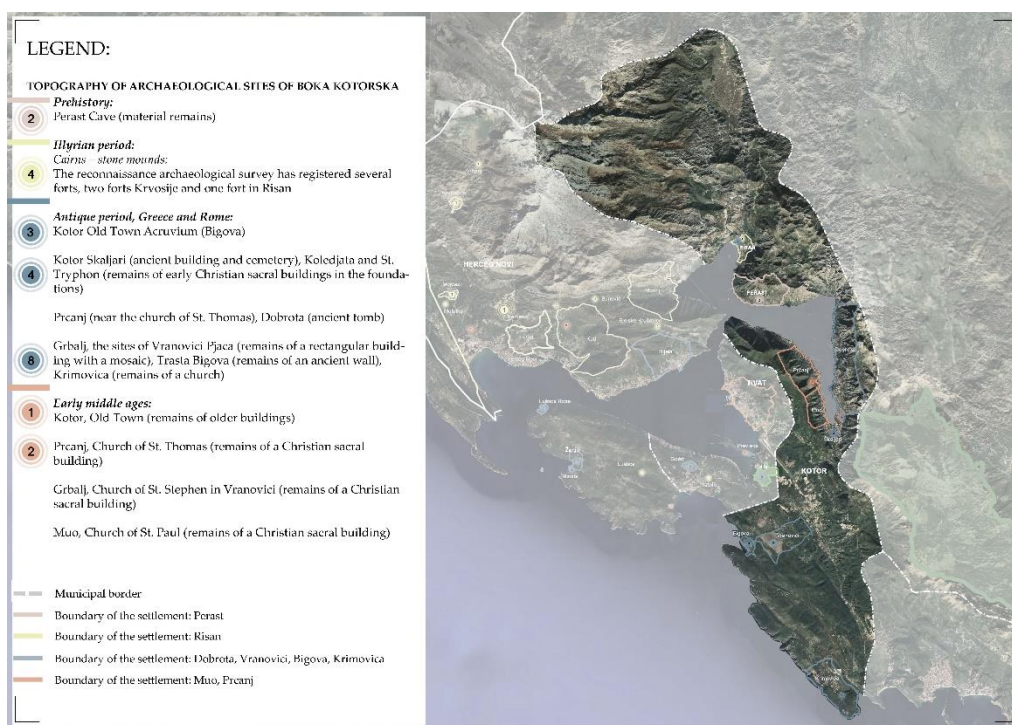 LEGEND:
TOPOGRAPHY OF ARCHAEOLOGICAL SITES OF BOKA KOTORSKA
Prehistory:
2
Perast Cave (material remains)
Illyrian period:
Cairns – stone mounds:
4
The reconnaissance archaeological survey has registered several
forts, two forts Krvosije and one fort in Risan
Antique period, Greece and Rome:
3
Kotor Old Town Acruvium (Bigova)
Kotor Skaljari (ancient building and cemetery), Koledjata and St.
4
Tryphon (remains of early Christian sacral buildings in the founda-
tions)
Prcanj (near the church of St. Thomas), Dobrota (ancient tomb)
Grbalj, the sites of Vranovici Pjaca (remains of a rectangular build-
8
ing with a mosaic), Trasta Bigova (remains of an ancient wall),
Krimovica (remains of a church)
Early middle ages:
1
Kotor, Old Town (remains of older buildings)
2
Prcanj, Church of St. Thomas (remains of a Christian sacral
building)
Grbalj, Church of St. Stephen in Vranovici (remains of a Christian
sacral building)
Muo, Church of St. Paul (remains of a Christian sacral building)
Municipal border
Boundary of the settlement: Perast
Boundary of the settlement: Risan
Boundary of the settlement: Dobrota, Vranovici, Bigova, Krimovica
Boundary of the settlement: Muo, Prcanj
HERCEG NOVI
RISAN
PERAST
TIVAT
Prčanj
KOTOR
Bigova